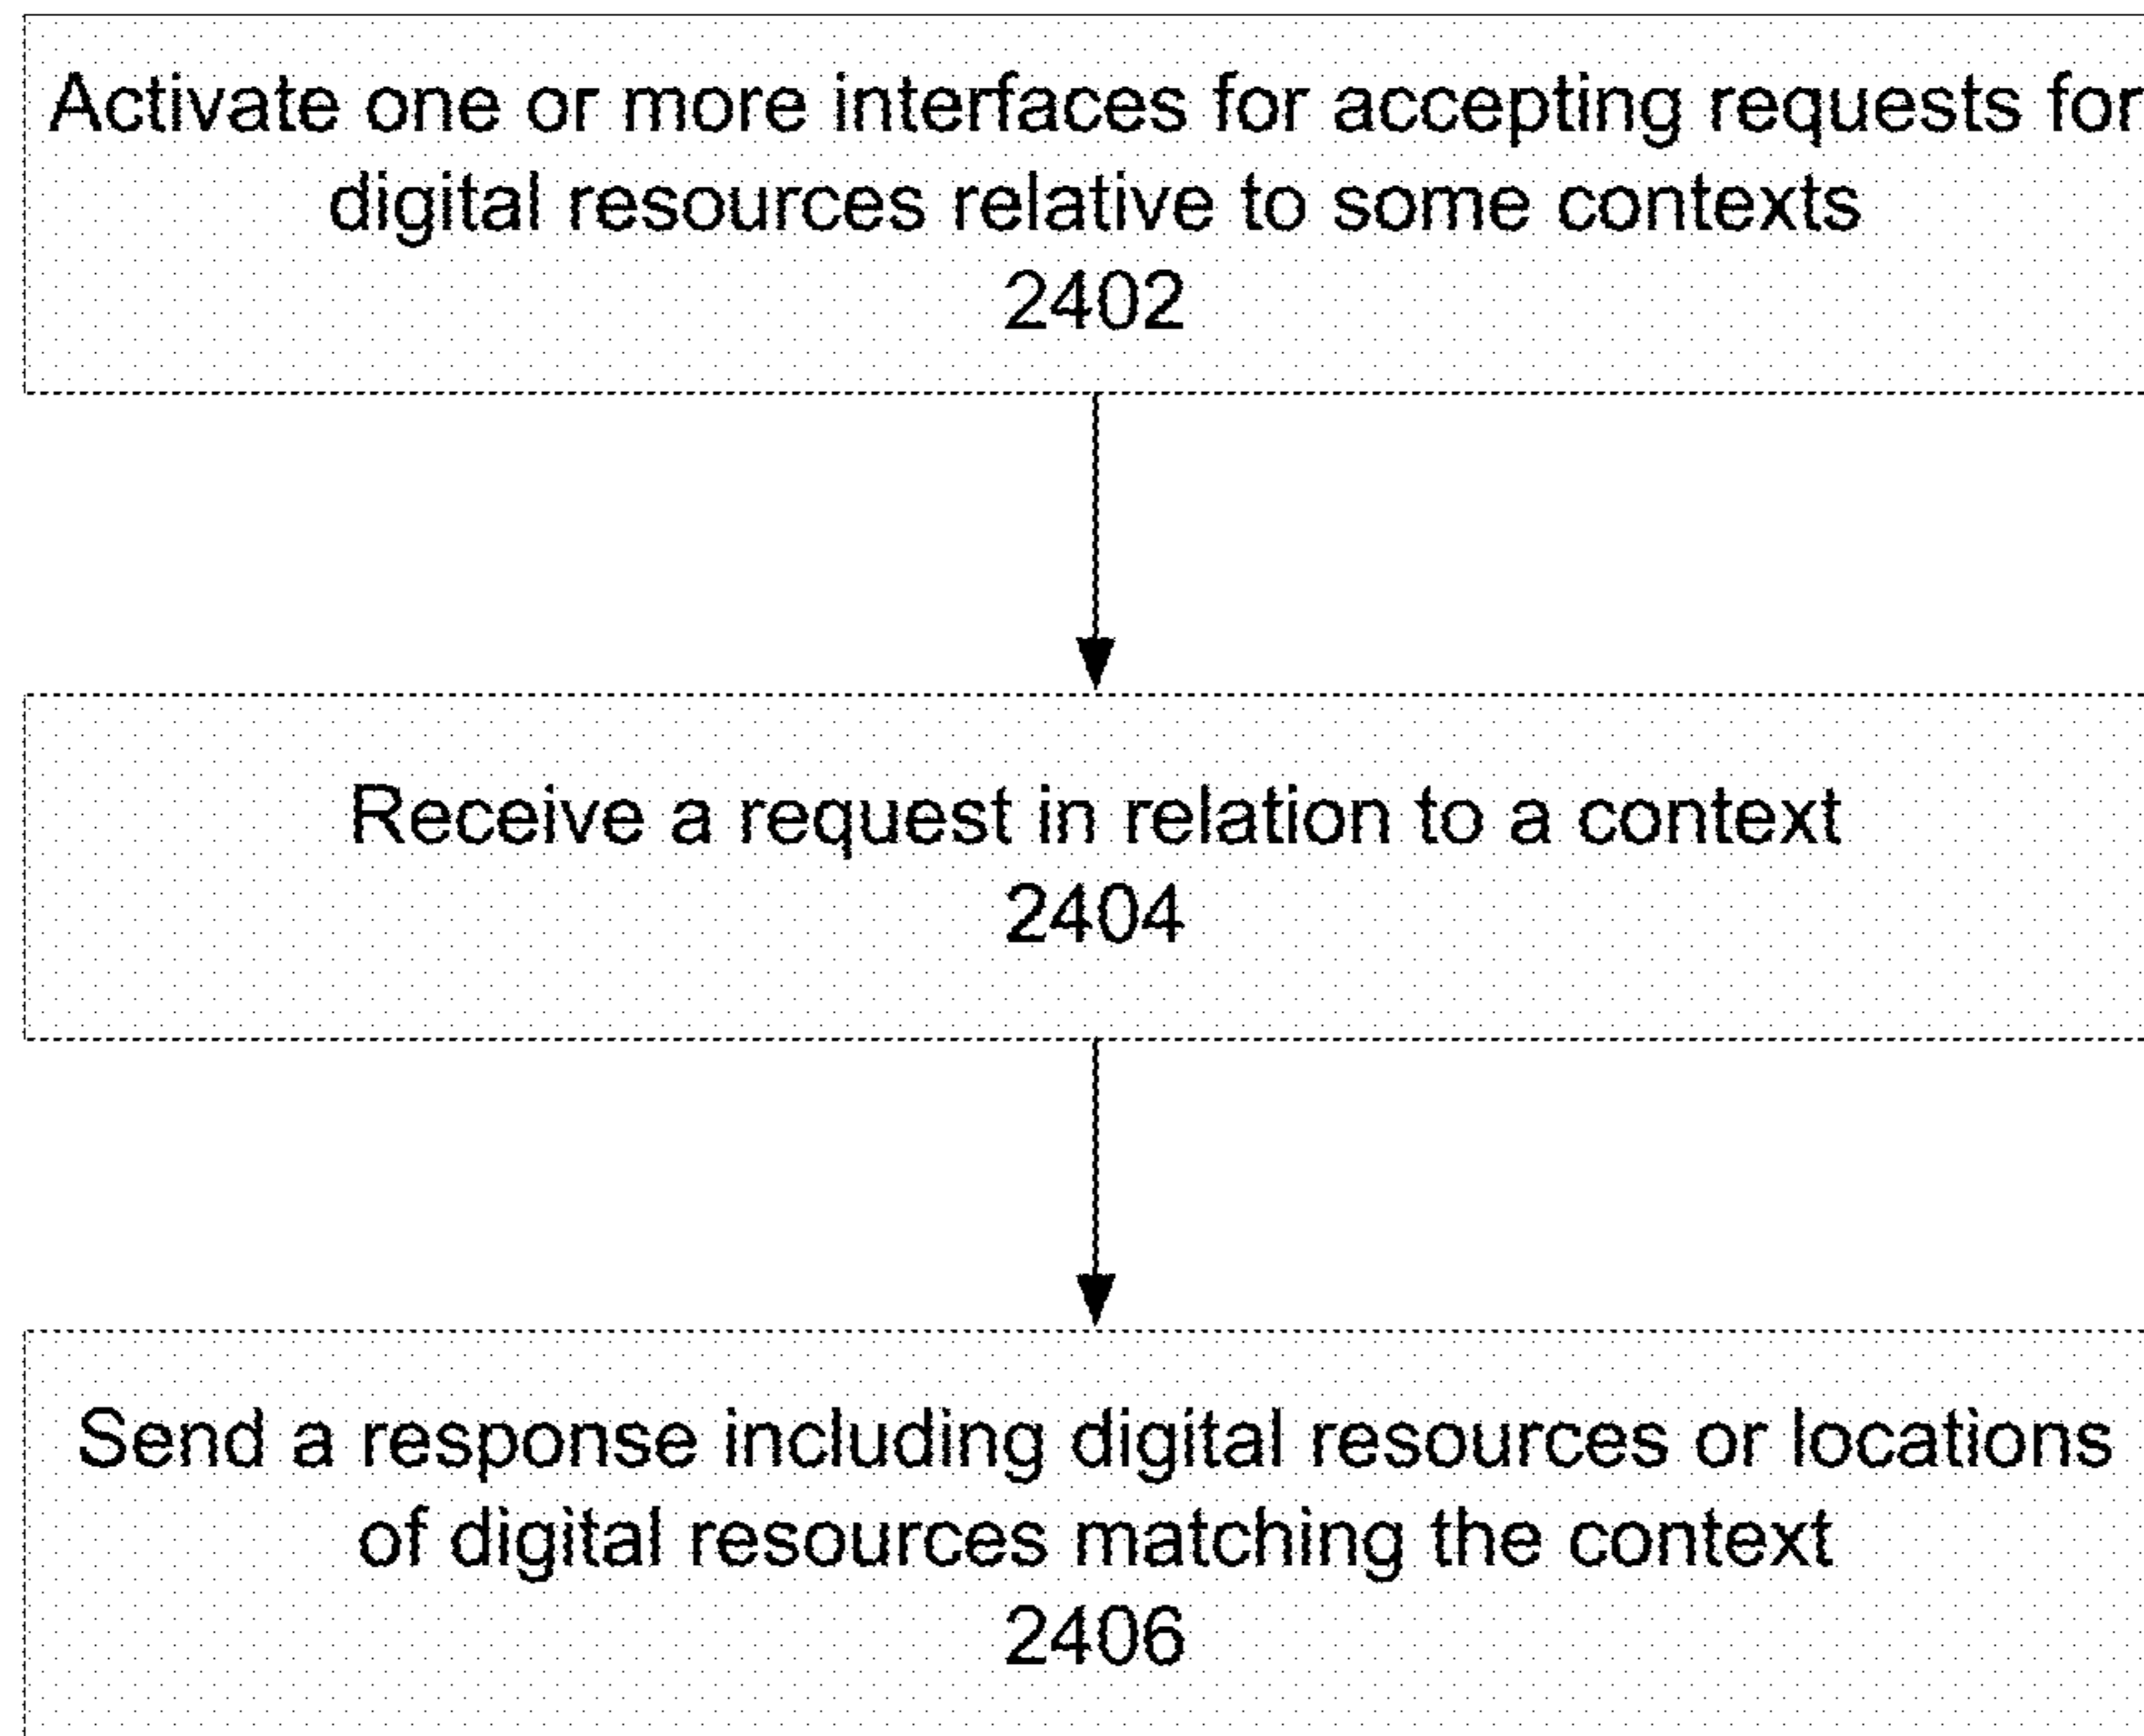 Activate one or more interfaces for accepting requests for
digital resources relative to some contexts
2402
Receive a request in relation to a context
2404
Send a response including digital resources or locations
of digital resources matching the context
2406